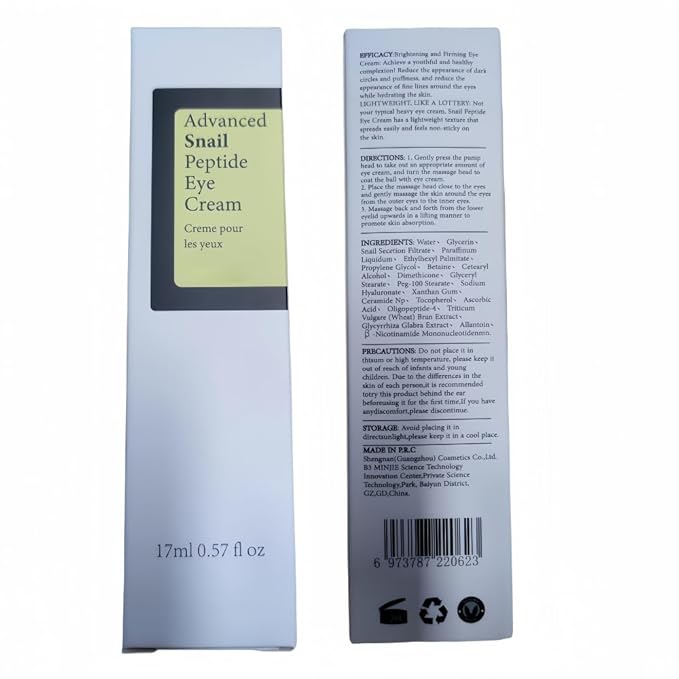 Advanced
Snail
Peptide
Eye
Cream
Creme pour
les yeux
17ml 0.57 fl oz
EFFICACY:Brightening and Firming Eye
Cream: Achieve a youthful and healthy
complexion! Reduce the appearance of dark
circles and puffiness, and reduce the
appearance of fine lines around the eyes
while hydrating the skin.
LIGHTWEIGHT, LIKE A LOTTERY: Not
your typical heavy eye cream, Snail Peptide
Eye Cream has a lightweight texture that
spreads easily and feels non-sticky on
the skin.
DIRECTIONS: 1. Gently press the pump
head to take out an appropriate amount of
eye cream, and turn the massage head to
coat the ball with eye cream.
2. Place the massage head close to the eyes
and gently massage the skin around the eyes
from the outer eyes to the inner eyes.
3. Massage back and forth from the lower
eyelid upwards in a lifting manner to
promote skin absorption.
INGREDIENTS: Water、 Glycerin、
Snail Secetion Filtrate、 Paraffinum
Liquidum、 Ethylhexyl Palmitate、
Propylene Glycol、 Betaine、 Cetearyl
Alcohol、 Dimethicone、 Glyceryl
Stearate、 Peg-100 Stearate、 Sodium
Hyaluronate、 Xanthan Gum、
Ceramide Np、 Tocopherol、 Ascorbic
Acid、 Oligopeptide-4、 Triticum
Vulgare (Wheat) Bran Extract、
Glycyrrhiza Glabra Extract、 Allantoin、
β -Nicotinamide Mononucleotidenmn.
PRECAUTIONS: Do not place it in
thtsum or high temperature, please keep it
out of reach of infants and young
children. Due to the differences in the
skin of each person,it is recommended
totry this product behind the ear
beforeusing it for the first time,If you have
anydiscomfort,please discontinue.
STORAGE: Avoid placing it in
directsunlight,please keep it in a cool place.
MADE IN P.R.C
Shengnan(Guangzhou) Cosmetics Co.,Ltd.
B3 MINJIE Science Technology
Innovation Center,Private Science
Technology,Park, Baiyun District,
GZ,GD,China.
6 973787 220623